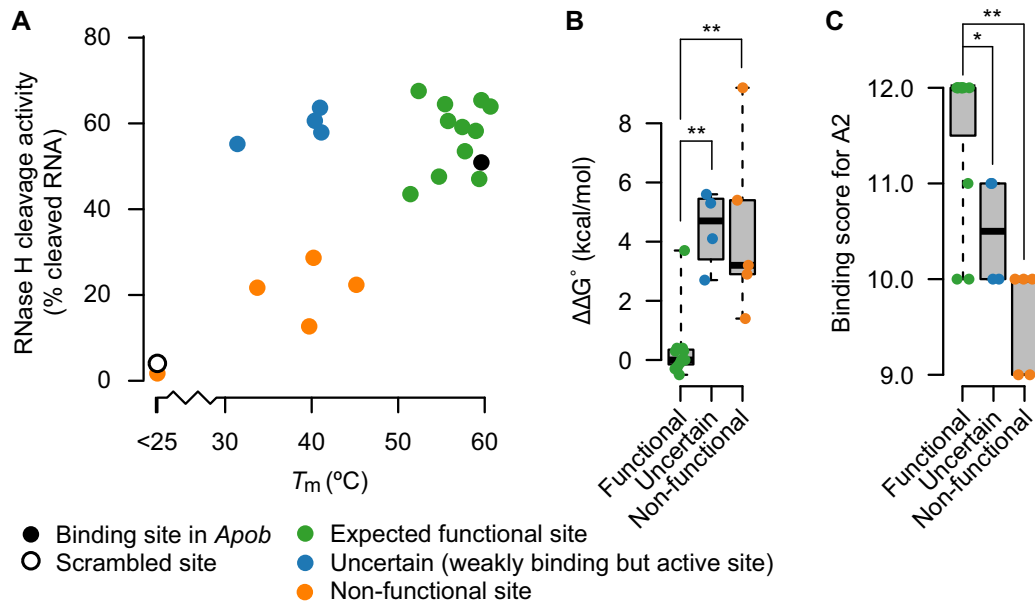 A
RNase H cleavage activity
(% cleaved RNA)
80
60
40
20
0
<25
30
40
50
60
Tm (ºC)
B
**
**
ΔΔG° (kcal/mol)
8
6
4
2
0
Functional
Uncertain
Non-functional
C
**
*
Binding score for A2
12.0
11.0
10.0
9.0
Functional
Uncertain
Non-functional
Binding site in Apob
Scrambled site
Expected functional site
Uncertain (weakly binding but active site)
Non-functional site